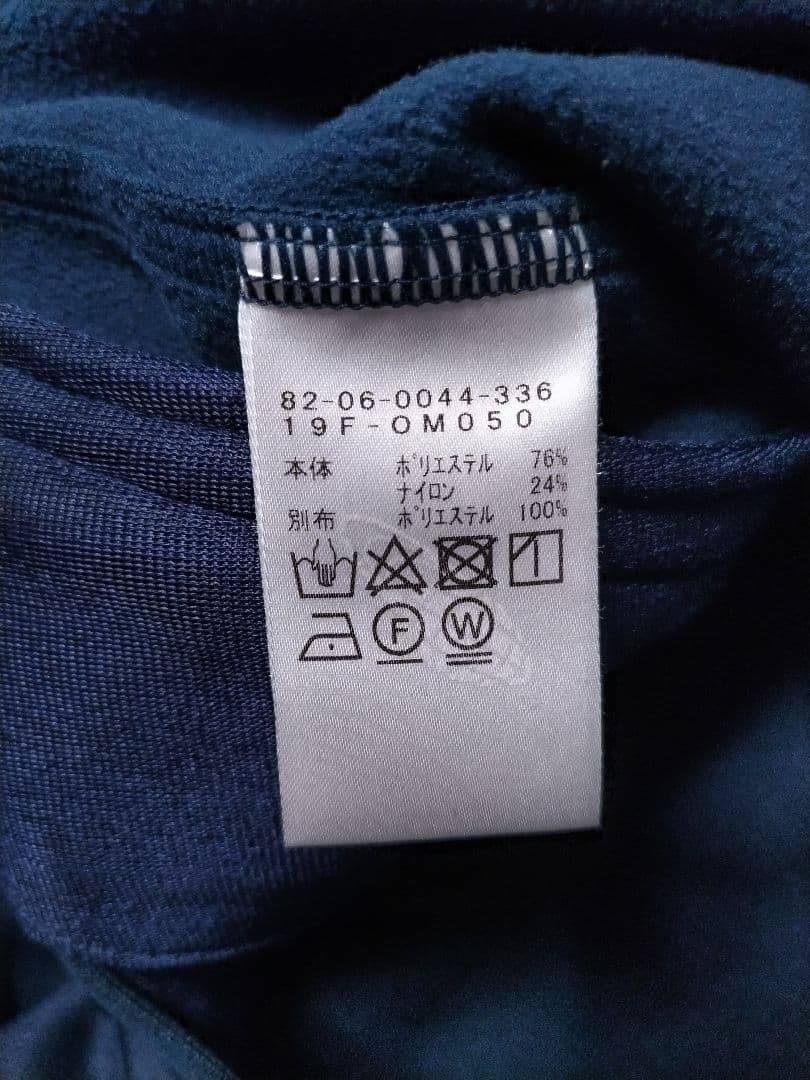 82-06-0044-336
19F-OM050
本体 ポリエステル 76%
ナイロン 24%
別布 ポリエステル 100%
F W